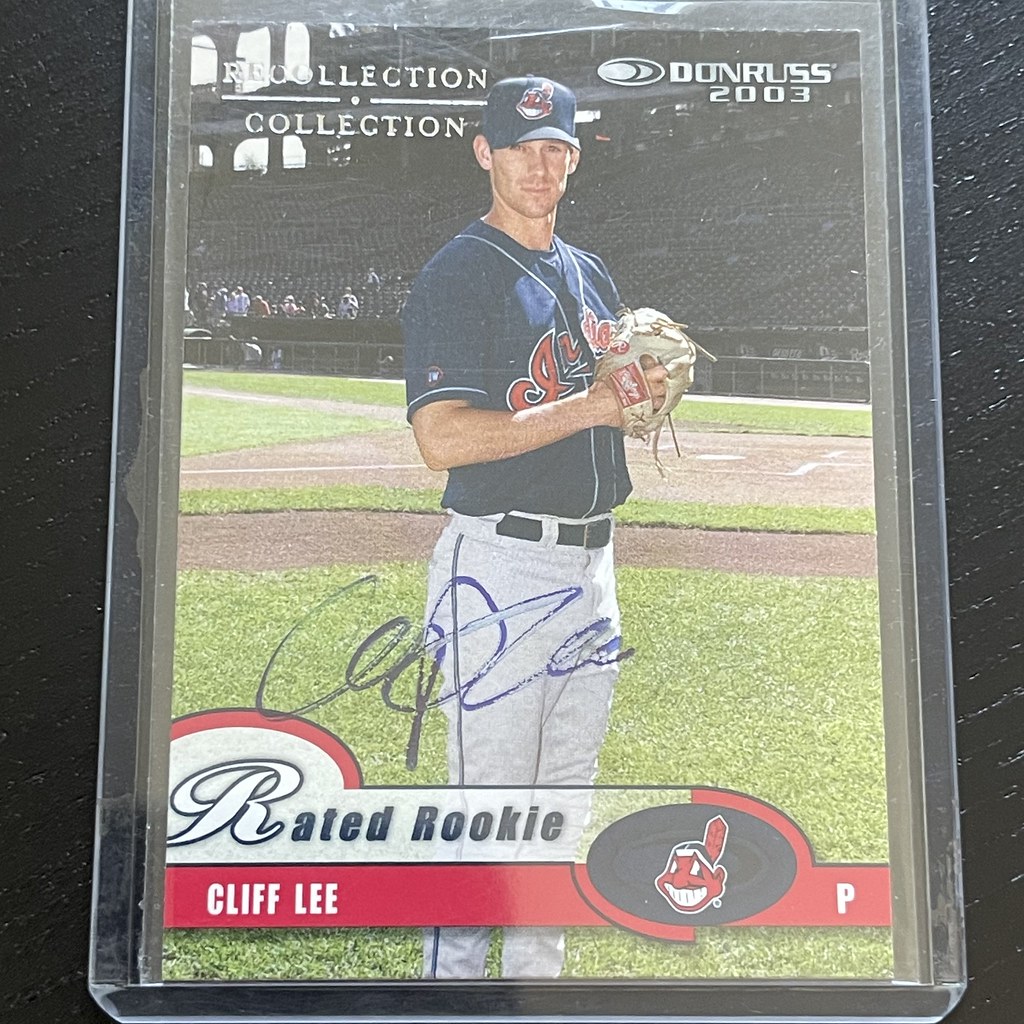 RECOLLECTION
COLLECTION
DONRUSS
2003
Rated Rookie
CLIFF LEE
P